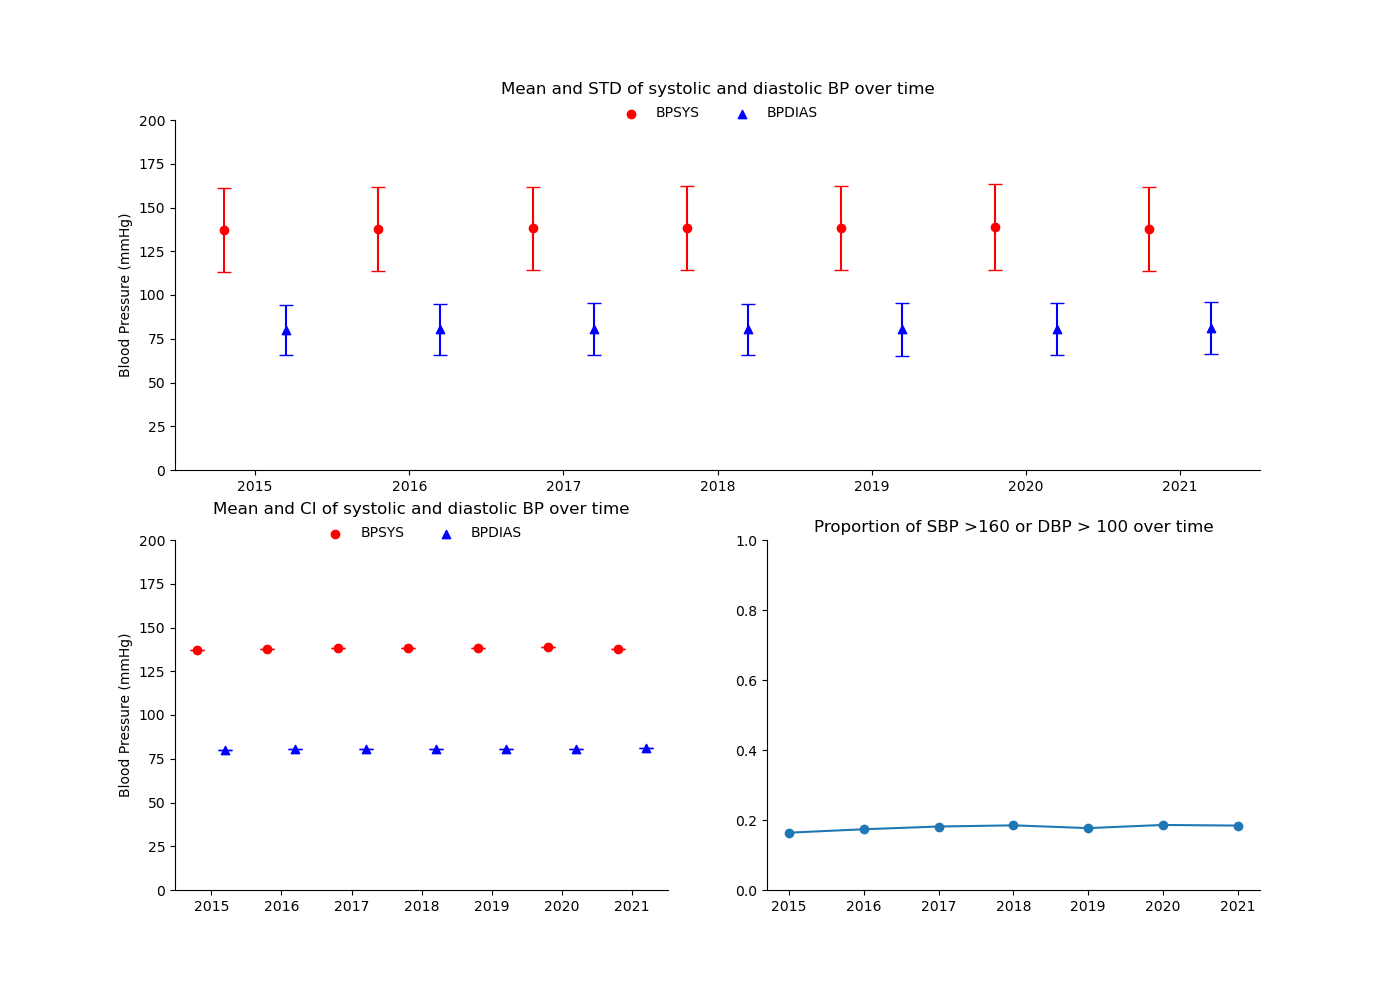 Mean and STD of systolic and diastolic BP over time
BPSYS BPDIAS
Blood Pressure (mmHg)
200
175
150
125
100
75
50
25
0
2015 2016 2017 2018 2019 2020 2021
Mean and CI of systolic and diastolic BP over time
BPSYS BPDIAS
Blood Pressure (mmHg)
200
175
150
125
100
75
50
25
0
2015 2016 2017 2018 2019 2020 2021
Proportion of SBP >160 or DBP > 100 over time
1.0
0.8
0.6
0.4
0.2
0.0
2015 2016 2017 2018 2019 2020 2021